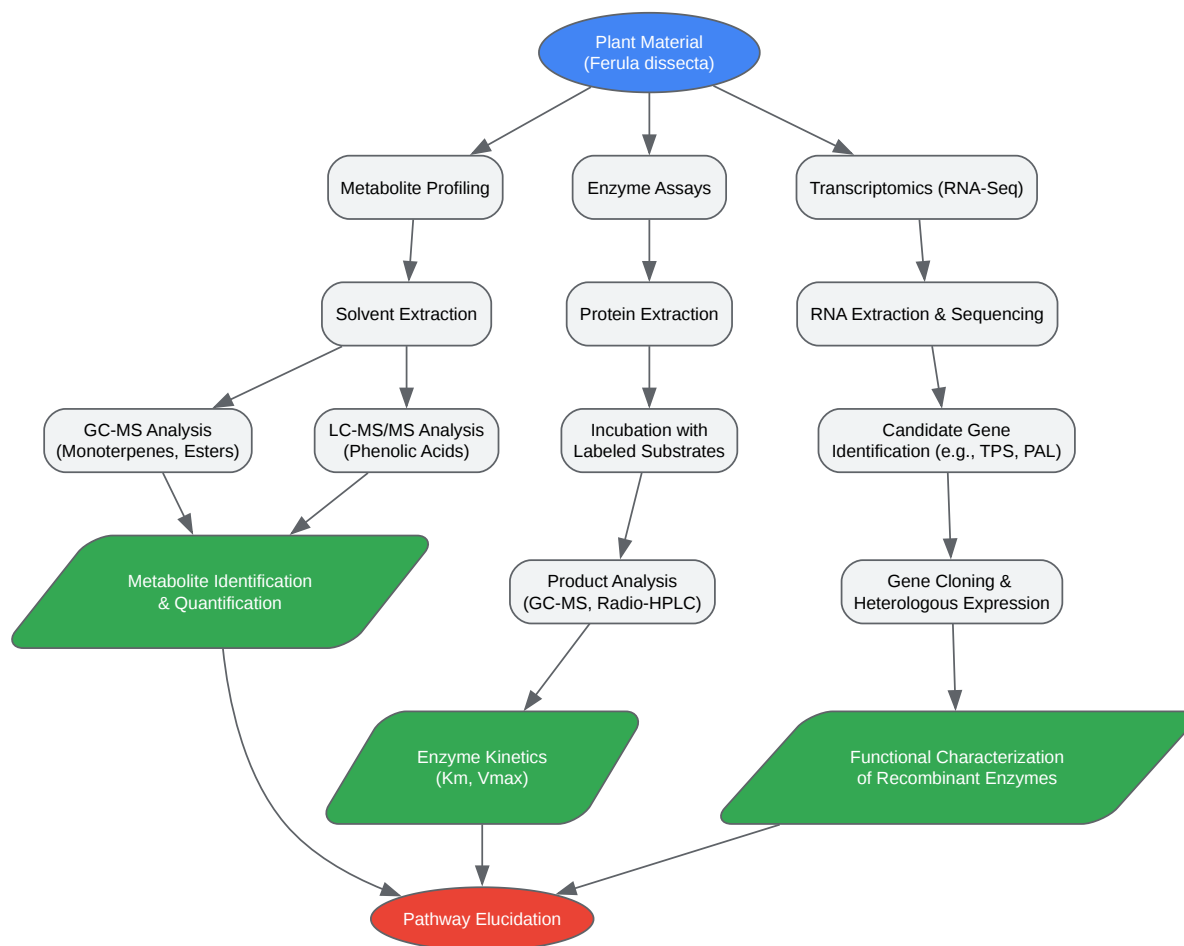 Plant Material
(Ferula dissecta)
Metabolite Profiling
Enzyme Assays
Transcriptomics (RNA-Seq)
Solvent Extraction
Protein Extraction
RNA Extraction & Sequencing
GC-MS Analysis
(Monoterpenes, Esters)
LC-MS/MS Analysis
(Phenolic Acids)
Incubation with
Labeled Substrates
Candidate Gene
Identification (e.g., TPS, PAL)
Metabolite Identification
& Quantification
Product Analysis
(GC-MS, Radio-HPLC)
Gene Cloning &
Heterologous Expression
Enzyme Kinetics
(Km, Vmax)
Functional Characterization
of Recombinant Enzymes
Pathway Elucidation